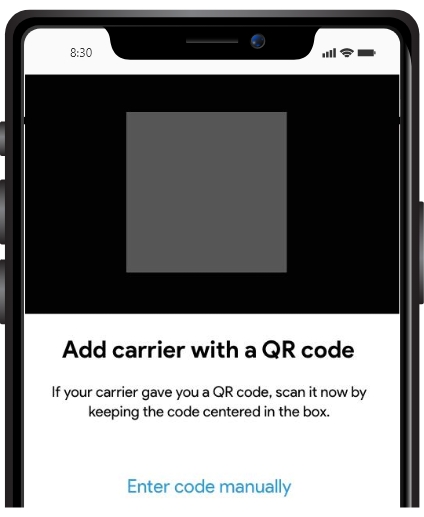 8:30
Add carrier with a QR code
If your carrier gave you a QR code, scan it now by
keeping the code centered in the box.
Enter code manually